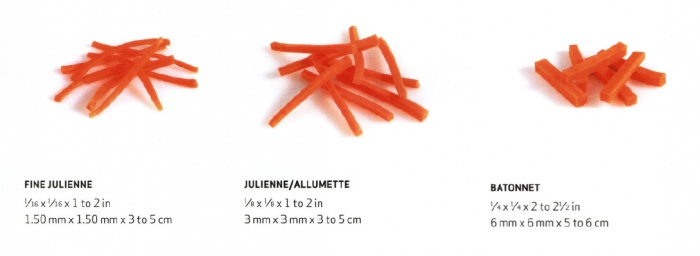 FINE JULIENNE
1/16 x 1/16 x 1 to 2 in
1.50 mm x 1.50 mm x 3 to 5 cm
JULIENNE/ALLUMETTE
1/8 x 1/8 x 1 to 2 in
3 mm x 3 mm x 3 to 5 cm
BATONNET
1/4 x 1/4 x 2 to 2 1/2 in
6 mm x 6 mm x 5 to 6 cm